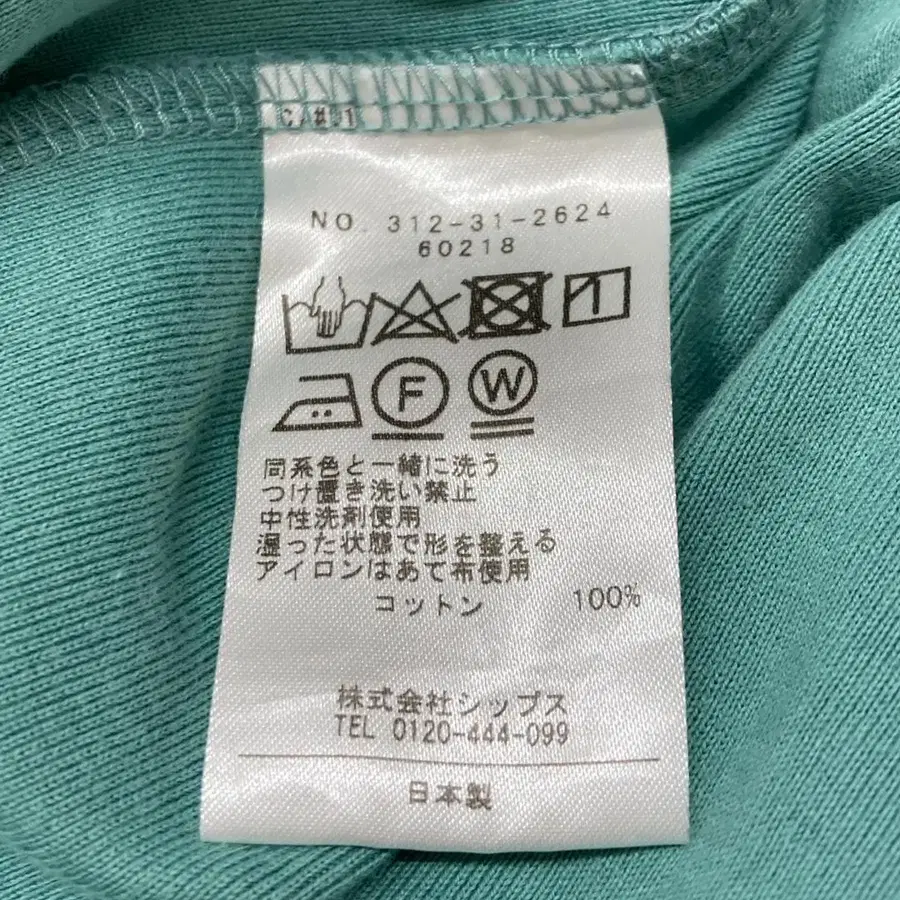 NO. 312-31-2624
60218
F W
同系色と一緒に洗う
つけ置き洗い禁止
中性洗剤使用
湿った状態で形を整える
アイロンはあて布使用
コットン 100%
株式会社シップス
TEL 0120-444-099
日本製